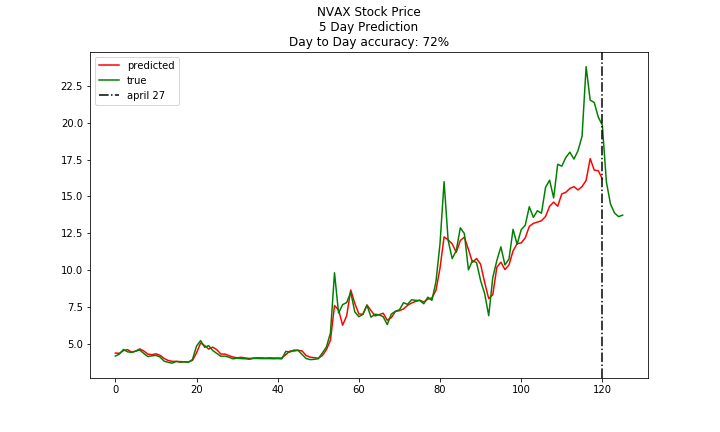 NVAX Stock Price
5 Day Prediction
Day to Day accuracy: 72%
predicted
true
april 27
22.5
20.0
17.5
15.0
12.5
10.0
7.5
5.0
0 20 40 60 80 100 120